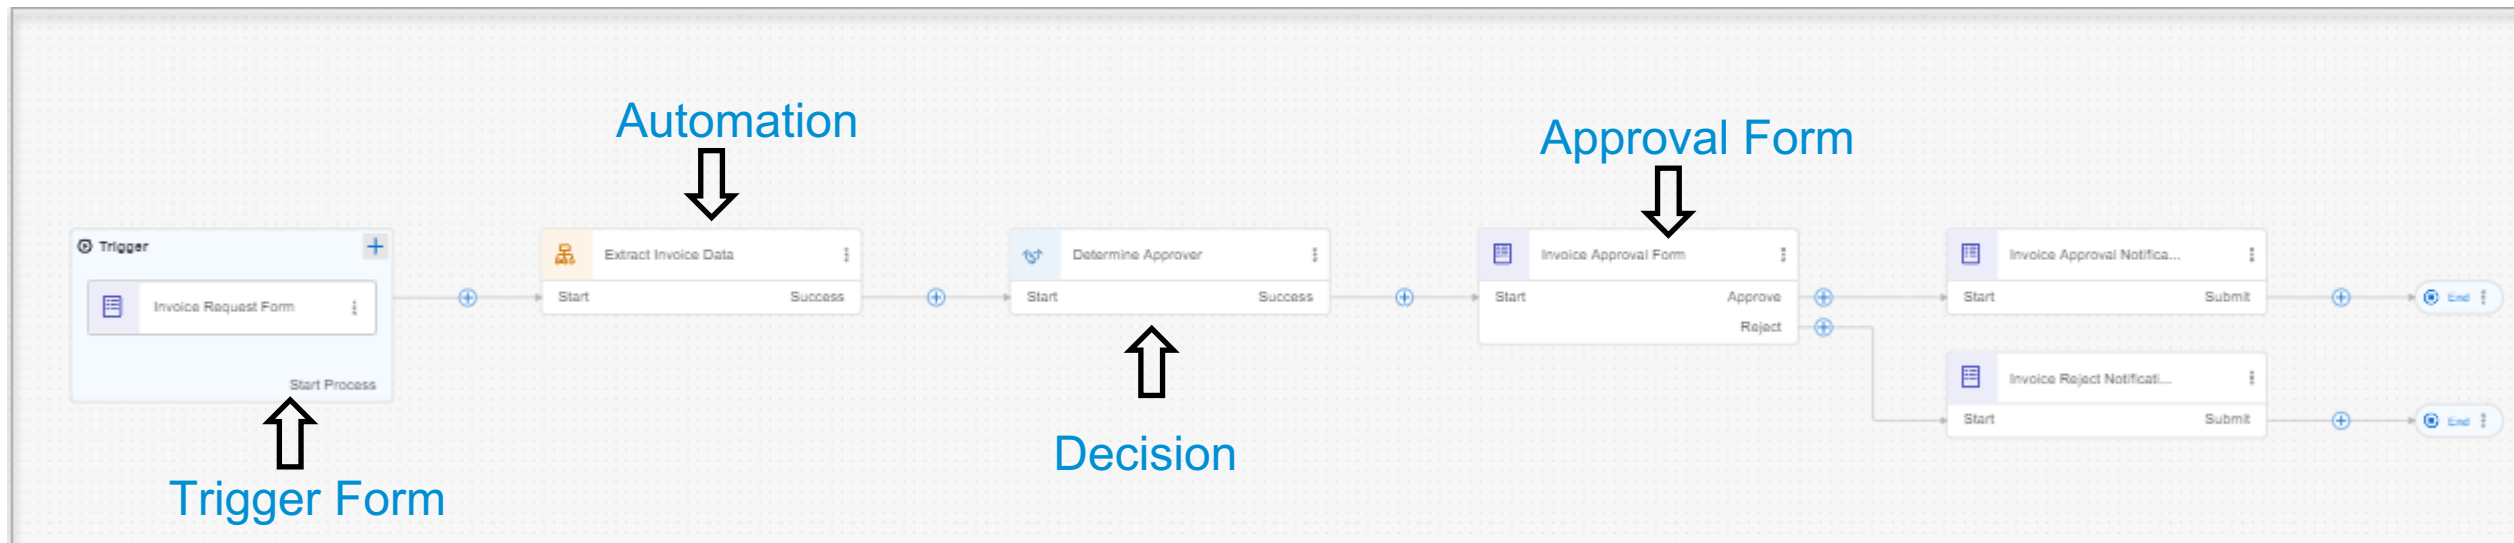 Automation
Approval Form
Trigger
Invoice Request Form
Start Process
Trigger Form
Extract Invoice Data
Start Success
Determine Approver
Start Success
Decision
Invoice Approval Form
Start Approve
Reject
Invoice Approval Notifica...
Start Submit
End
Invoice Reject Notificati...
Start Submit
End